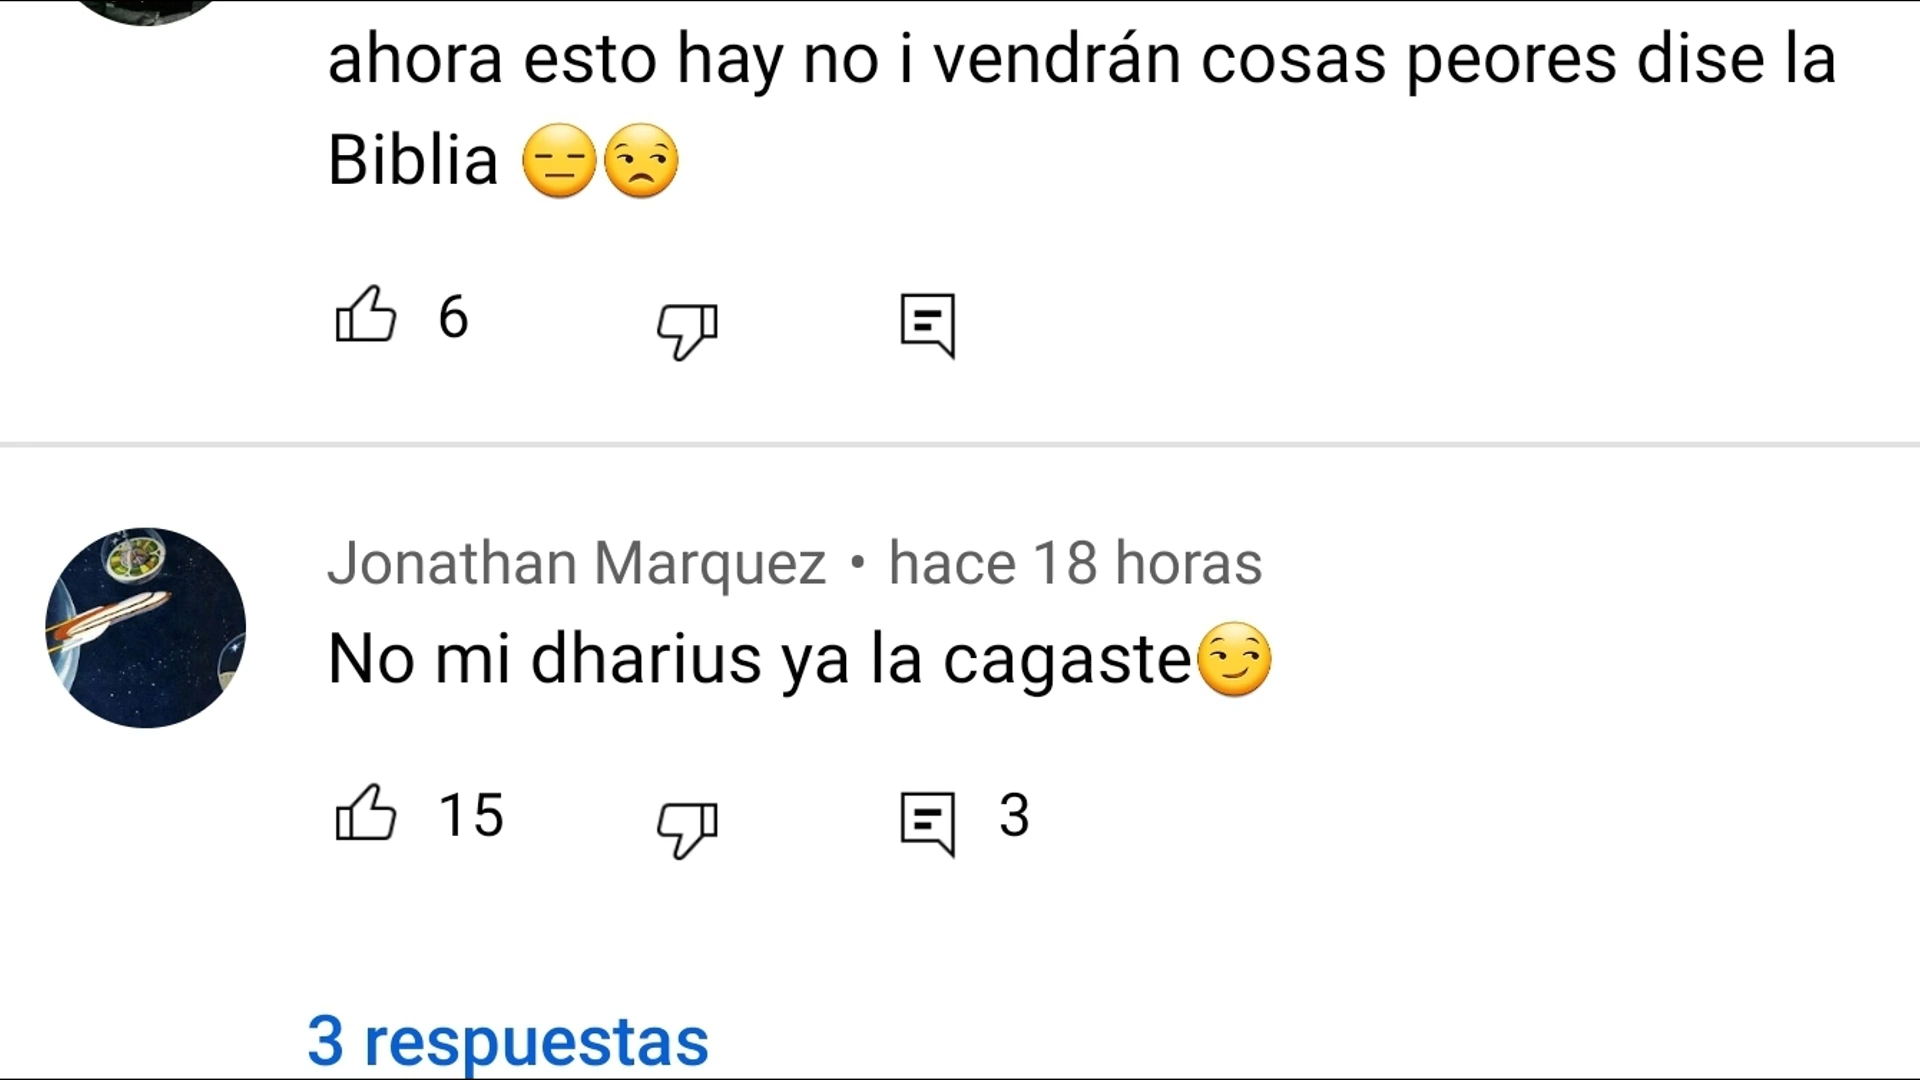 ahora esto hay no i vendrán cosas peores dise la
Biblia 😑😒
6
Jonathan Marquez • hace 18 horas
No mi dharius ya la cagaste😏
15
3
3 respuestas